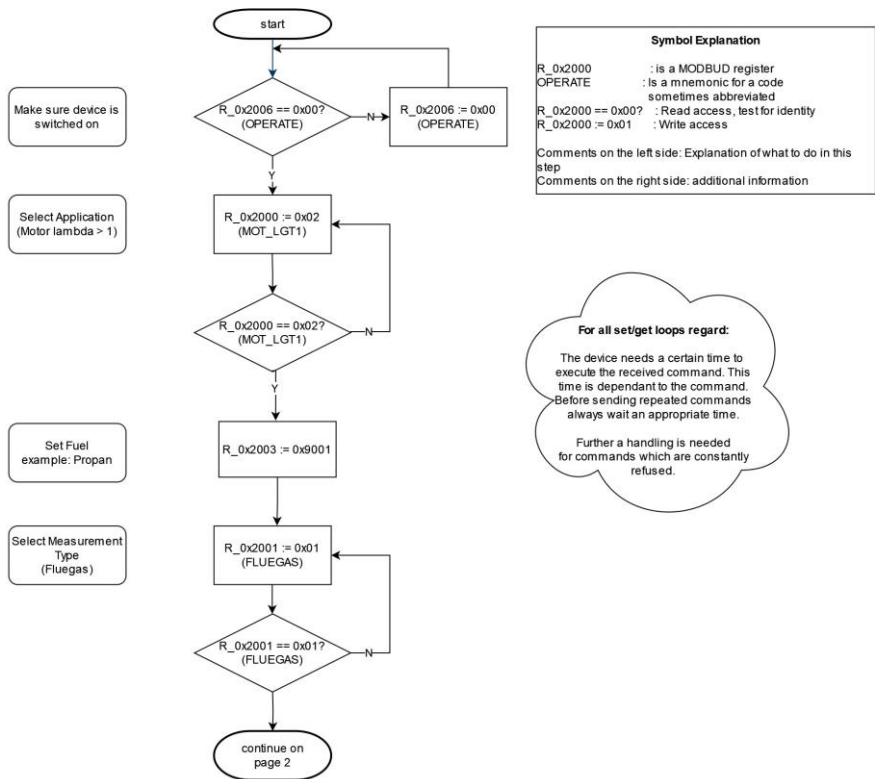 start
Make sure device is
switched on
R_0x2006 == 0x00?
(OPERATE)
N
R_0x2006 := 0x00
(OPERATE)
Y
Select Application
(Motor lambda > 1)
R_0x2000 := 0x02
(MOT_LGT1)
R_0x2000 == 0x02?
(MOT_LGT1)
N
Y
Set Fuel
example: Propan
R_0x2003 := 0x9001
Select Measurement
Type
(Fluegas)
R_0x2001 := 0x01
(FLUEGAS)
R_0x2001 == 0x01?
(FLUEGAS)
N
continue on
page 2
Symbol Explanation
R_0x2000 : is a MODBUD register
OPERATE : Is a mnemonic for a code
sometimes abbreviated
R_0x2000 == 0x00? : Read access, test for identity
R_0x2000 := 0x01 : Write access
Comments on the left side: Explanation of what to do in this
step
Comments on the right side: additional information
For all set/get loops regard:
The device needs a certain time to
execute the received command. This
time is dependant to the command.
Before sending repeated commands
always wait an appropriate time.
Further a handling is needed
for commands which are constantly
refused.